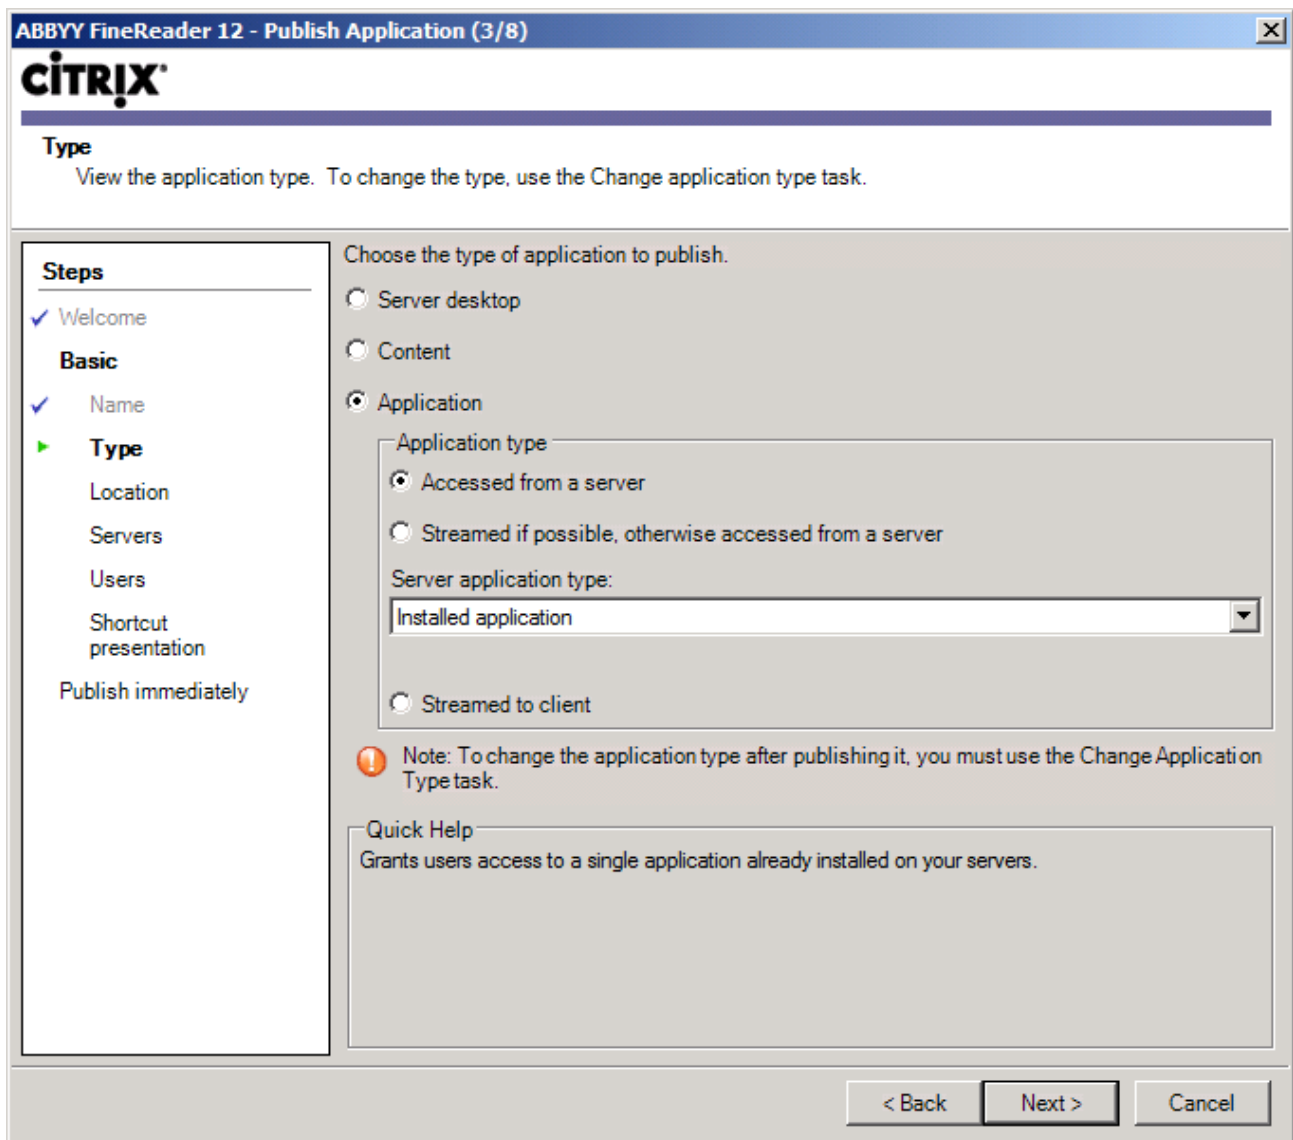 ABBYY FineReader 12 - Publish Application (3/8)
CİTRIX
Type
View the application type. To change the type, use the Change application type task.
Steps
Welcome
Basic
Name
Type
Location
Servers
Users
Shortcut
presentation
Publish immediately
Choose the type of application to publish.
Server desktop
Content
Application
Application type
Accessed from a server
Streamed if possible, otherwise accessed from a server
Server application type:
Installed application
Streamed to client
Note: To change the application type after publishing it, you must use the Change Application
Type task.
Quick Help
Grants users access to a single application already installed on your servers.
< Back
Next >
Cancel